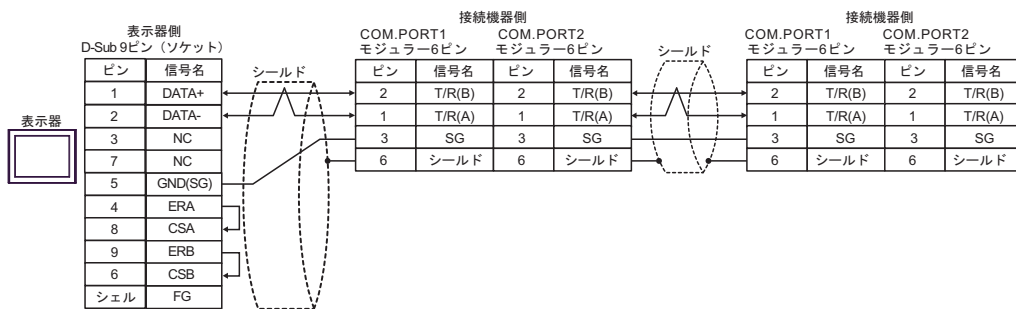 表示器
表示器側
D-Sub 9ピン（ソケット）
ピン 信号名
1 DATA+
2 DATA-
3 NC
7 NC
5 GND(SG)
4 ERA
8 CSA
9 ERB
6 CSB
シェル FG
シールド
接続機器側
COM.PORT1 COM.PORT2
モジュラー6ピン モジュラー6ピン
ピン 信号名 ピン 信号名
2 T/R(B) 2 T/R(B)
1 T/R(A) 1 T/R(A)
3 SG 3 SG
6 シールド 6 シールド
シールド
接続機器側
COM.PORT1 COM.PORT2
モジュラー6ピン モジュラー6ピン
ピン 信号名 ピン 信号名
2 T/R(B) 2 T/R(B)
1 T/R(A) 1 T/R(A)
3 SG 3 SG
6 シールド 6 シールド